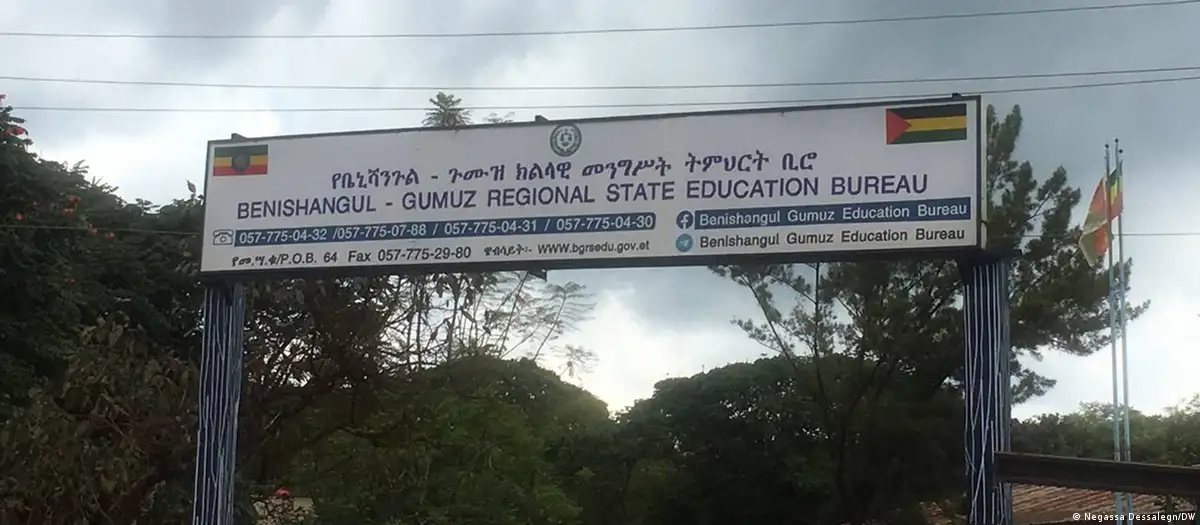 የቤኒሻንጉል - ጉሙዝ ክልላዊ መንግሥት ትምህርት ቢሮ
BENISHANGUL - GUMUZ REGIONAL STATE EDUCATION BUREAU
057-775-04-32 /057-775-07-88 / 057-775-04-31 / 057-775-04-30
Benishangul Gumuz Education Bureau
የመ.ሣ.ቁ/P.O.B. 64 Fax 057-775-29-80 ዌብሳይት:- www.bgrsedu.gov.et
Benishangul Gumuz Education Bureau
© Negassa Dessalegn/DW